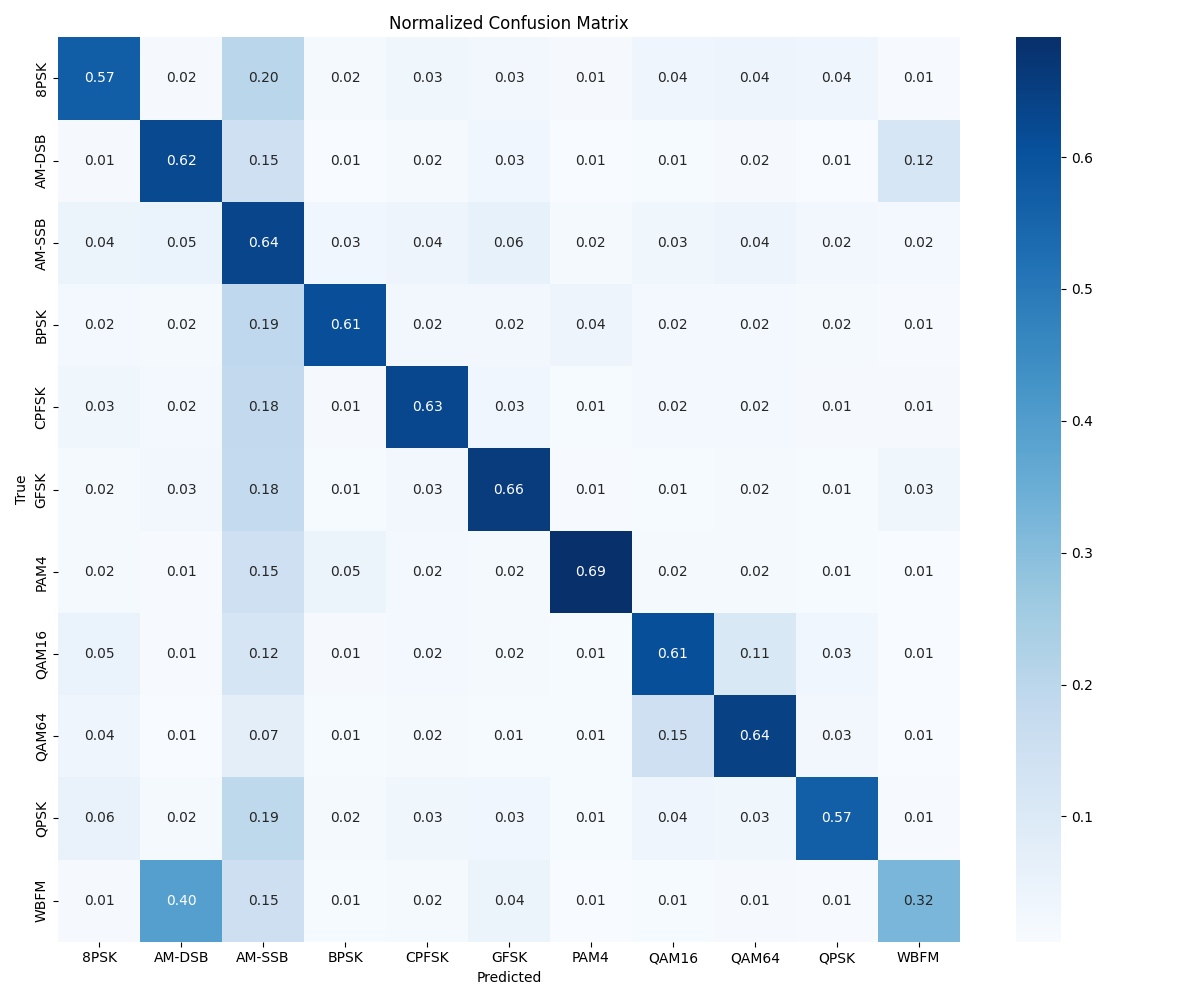 Normalized Confusion Matrix
8PSK 0.57 0.02 0.20 0.02 0.03 0.03 0.01 0.04 0.04 0.04 0.01
AM-DSB 0.01 0.62 0.15 0.01 0.02 0.03 0.01 0.01 0.02 0.01 0.12
AM-SSB 0.04 0.05 0.64 0.03 0.04 0.06 0.02 0.03 0.04 0.02 0.02
BPSK 0.02 0.02 0.19 0.61 0.02 0.02 0.04 0.02 0.02 0.02 0.01
CPFSK 0.03 0.02 0.18 0.01 0.63 0.03 0.01 0.02 0.02 0.01 0.01
True
GFSK 0.02 0.03 0.18 0.01 0.03 0.66 0.01 0.01 0.02 0.01 0.03
PAM4 0.02 0.01 0.15 0.05 0.02 0.02 0.69 0.02 0.02 0.01 0.01
QAM16 0.05 0.01 0.12 0.01 0.02 0.02 0.01 0.61 0.11 0.03 0.01
QAM64 0.04 0.01 0.07 0.01 0.02 0.01 0.01 0.15 0.64 0.03 0.01
QPSK 0.06 0.02 0.19 0.02 0.03 0.03 0.01 0.04 0.03 0.57 0.01
WBFM 0.01 0.40 0.15 0.01 0.02 0.04 0.01 0.01 0.01 0.01 0.32
8PSK AM-DSB AM-SSB BPSK CPFSK GFSK PAM4 QAM16 QAM64 QPSK WBFM
Predicted
0.6
0.5
0.4
0.3
0.2
0.1